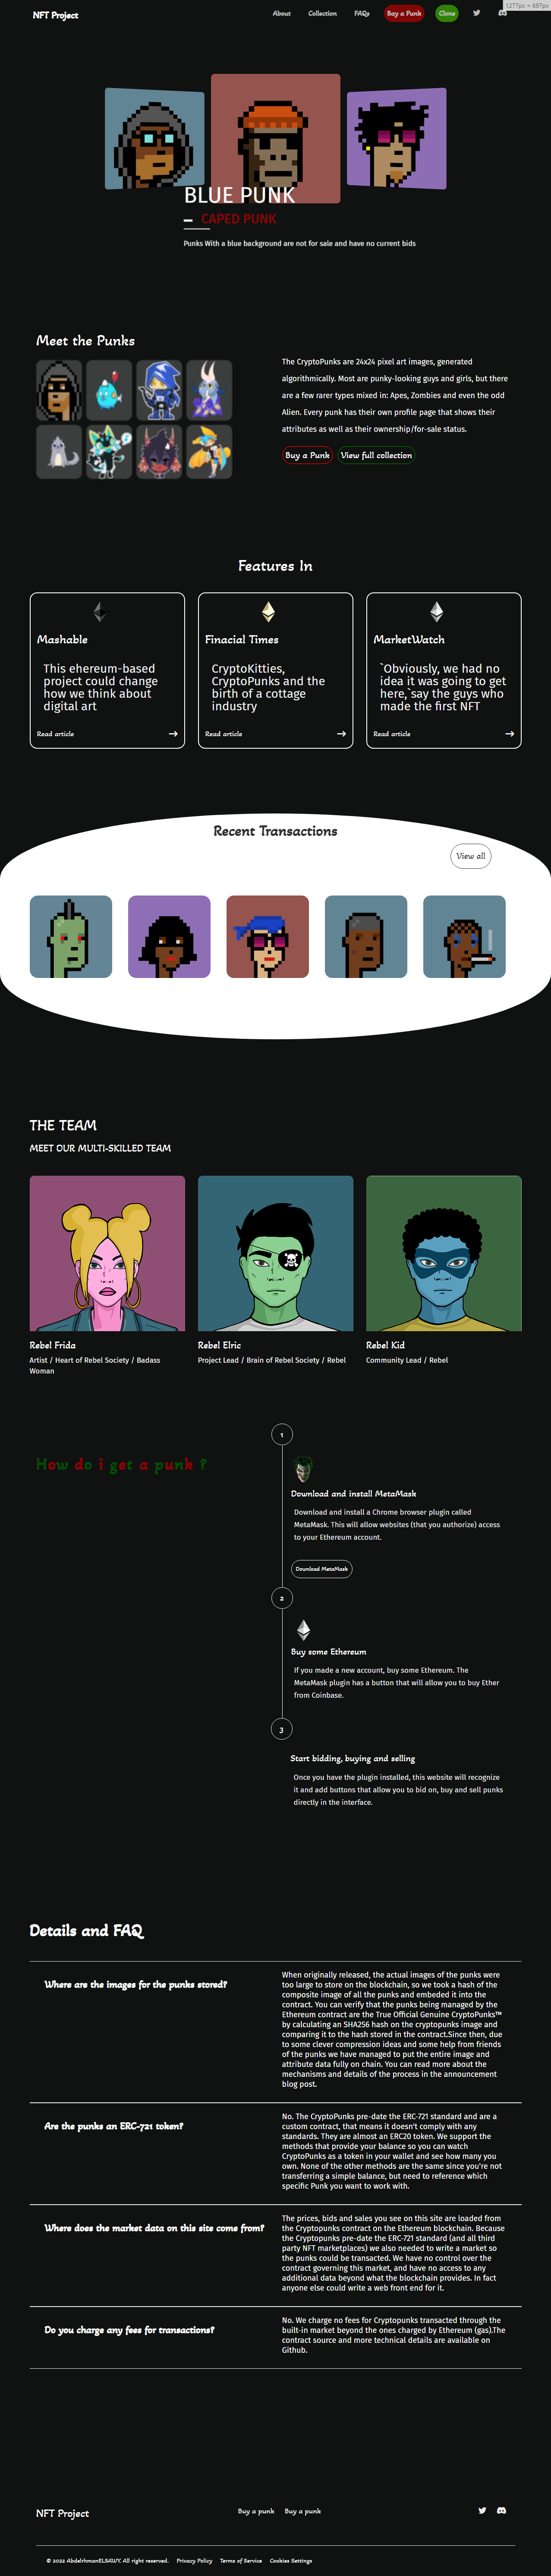 NFT Project
About Collection FAQs Buy a Punk Clone
1277px × 697px
BLUE PUNK
CAPED PUNK
Punks With a blue background are not for sale and have no current bids
Meet the Punks
The CryptoPunks are 24x24 pixel art images, generated
algorithmically. Most are punky-looking guys and girls, but there
are a few rarer types mixed in: Apes, Zombies and even the odd
Alien. Every punk has their own profile page that shows their
attributes as well as their ownership/for-sale status.
Buy a Punk View full collection
Features In
Mashable
This ehereum-based
project could change
how we think about
digital art
Read article
Finacial Times
CryptoKitties,
CryptoPunks and the
birth of a cottage
industry
Read article
MarketWatch
`Obviously, we had no
idea it was going to get
here,`say the guys who
made the first NFT
Read article
Recent Transactions
View all
THE TEAM
MEET OUR MULTI-SKILLED TEAM
Rebel Frida
Artist / Heart of Rebel Society / Badass
Woman
Rebel Elric
Project Lead / Brain of Rebel Society / Rebel
Rebel Kid
Community Lead / Rebel
How do i get a punk ?
1
Download and install MetaMask
Download and install a Chrome browser plugin called
MetaMask. This will allow websites (that you authorize) access
to your Ethereum account.
Download MetaMask
2
Buy some Ethereum
If you made a new account, buy some Ethereum. The
MetaMask plugin has a button that will allow you to buy Ether
from Coinbase.
3
Start bidding, buying and selling
Once you have the plugin installed, this website will recognize
it and add buttons that allow you to bid on, buy and sell punks
directly in the interface.
Details and FAQ
Where are the images for the punks stored?
When originally released, the actual images of the punks were
too large to store on the blockchain, so we took a hash of the
composite image of all the punks and embeded it into the
contract. You can verify that the punks being managed by the
Ethereum contract are the True Official Genuine CryptoPunks™
by calculating an SHA256 hash on the cryptopunks image and
comparing it to the hash stored in the contract.Since then, due
to some clever compression ideas and some help from friends
of the punks we have managed to put the entire image and
attribute data fully on chain. You can read more about the
mechanisms and details of the process in the announcement
blog post.
Are the punks an ERC-721 token?
No. The CryptoPunks pre-date the ERC-721 standard and are a
custom contract, that means it doesn't comply with any
standards. They are almost an ERC20 token. We support the
methods that provide your balance so you can watch
CryptoPunks as a token in your wallet and see how many you
own. None of the other methods are the same since you're not
transferring a simple balance, but need to reference which
specific Punk you want to work with.
Where does the market data on this site come from?
The prices, bids and sales you see on this site are loaded from
the Cryptopunks contract on the Ethereum blockchain. Because
the Cryptopunks pre-date the ERC-721 standard (and all third
party NFT marketplaces) we also needed to write a market so
the punks could be transacted. We have no control over the
contract governing this market, and have no access to any
additional data beyond what the blockchain provides. In fact
anyone else could write a web front end for it.
Do you charge any fees for transactions?
No. We charge no fees for Cryptopunks transacted through the
built-in market beyond the ones charged by Ethereum (gas).The
contract source and more technical details are available on
Github.
NFT Project
Buy a punk Buy a punk
© 2022 AbdelrhmanELSAWY. All right reserved. Privacy Policy Terms of Service Cookies Settings